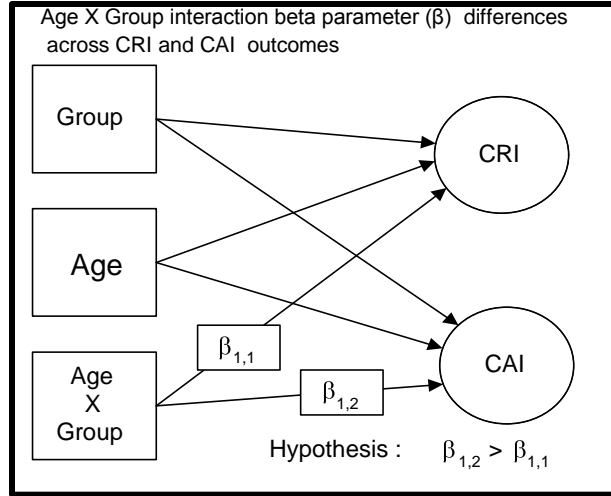 Age X Group interaction beta parameter (β) differences
across CRI and CAI outcomes
Group
CRI
Age
β1,1
Age
X
Group
β1,2
CAI
Hypothesis : β1,2 > β1,1